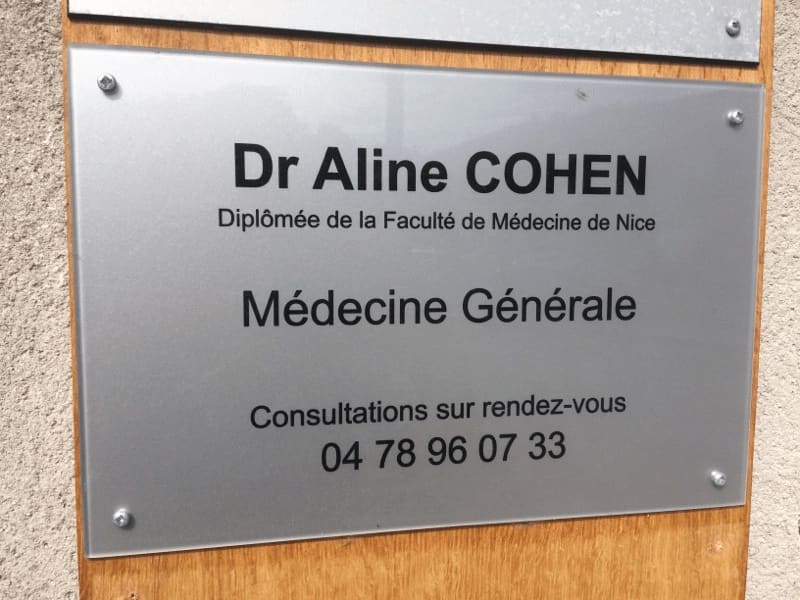 Dr Aline COHEN
Diplômée de la Faculté de Médecine de Nice
Médecine Générale
Consultations sur rendez-vous
04 78 96 07 33